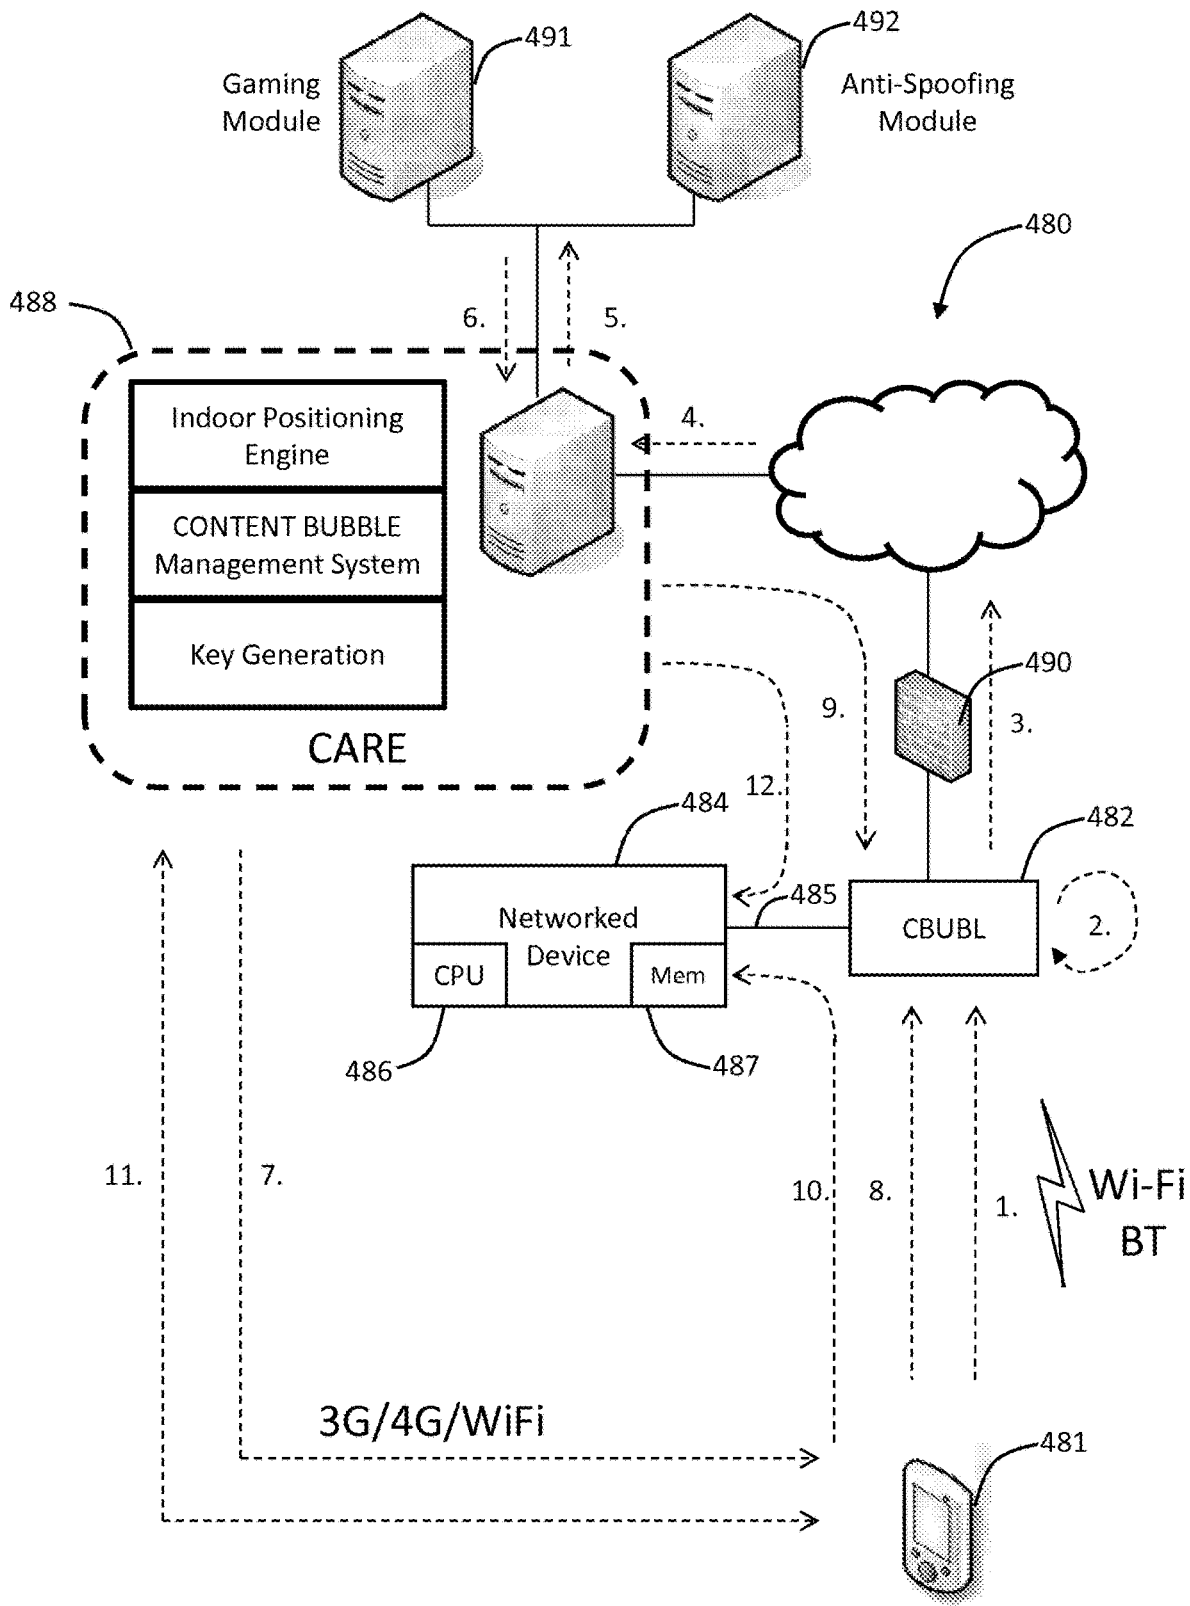 491
492
Gaming
Module
Anti-Spoofing
Module
480
488
6.
5.
4.
Indoor Positioning
Engine
CONTENT BUBBLE
Management System
Key Generation
CARE
490
9.
3.
12.
484
482
485
Networked
Device
CPU
Mem
CBUBL
2.
486
487
11.
7.
10.
8.
1.
Wi-Fi
BT
3G/4G/WiFi
481